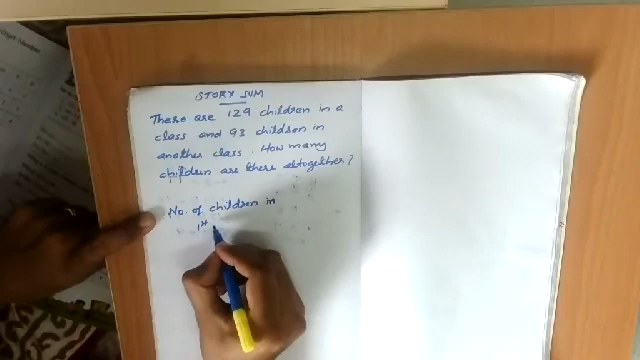 STORY SUM
There are 129 children in a
class and 93 children in
another class. How many
children are there altogether?
No. of children in
1st